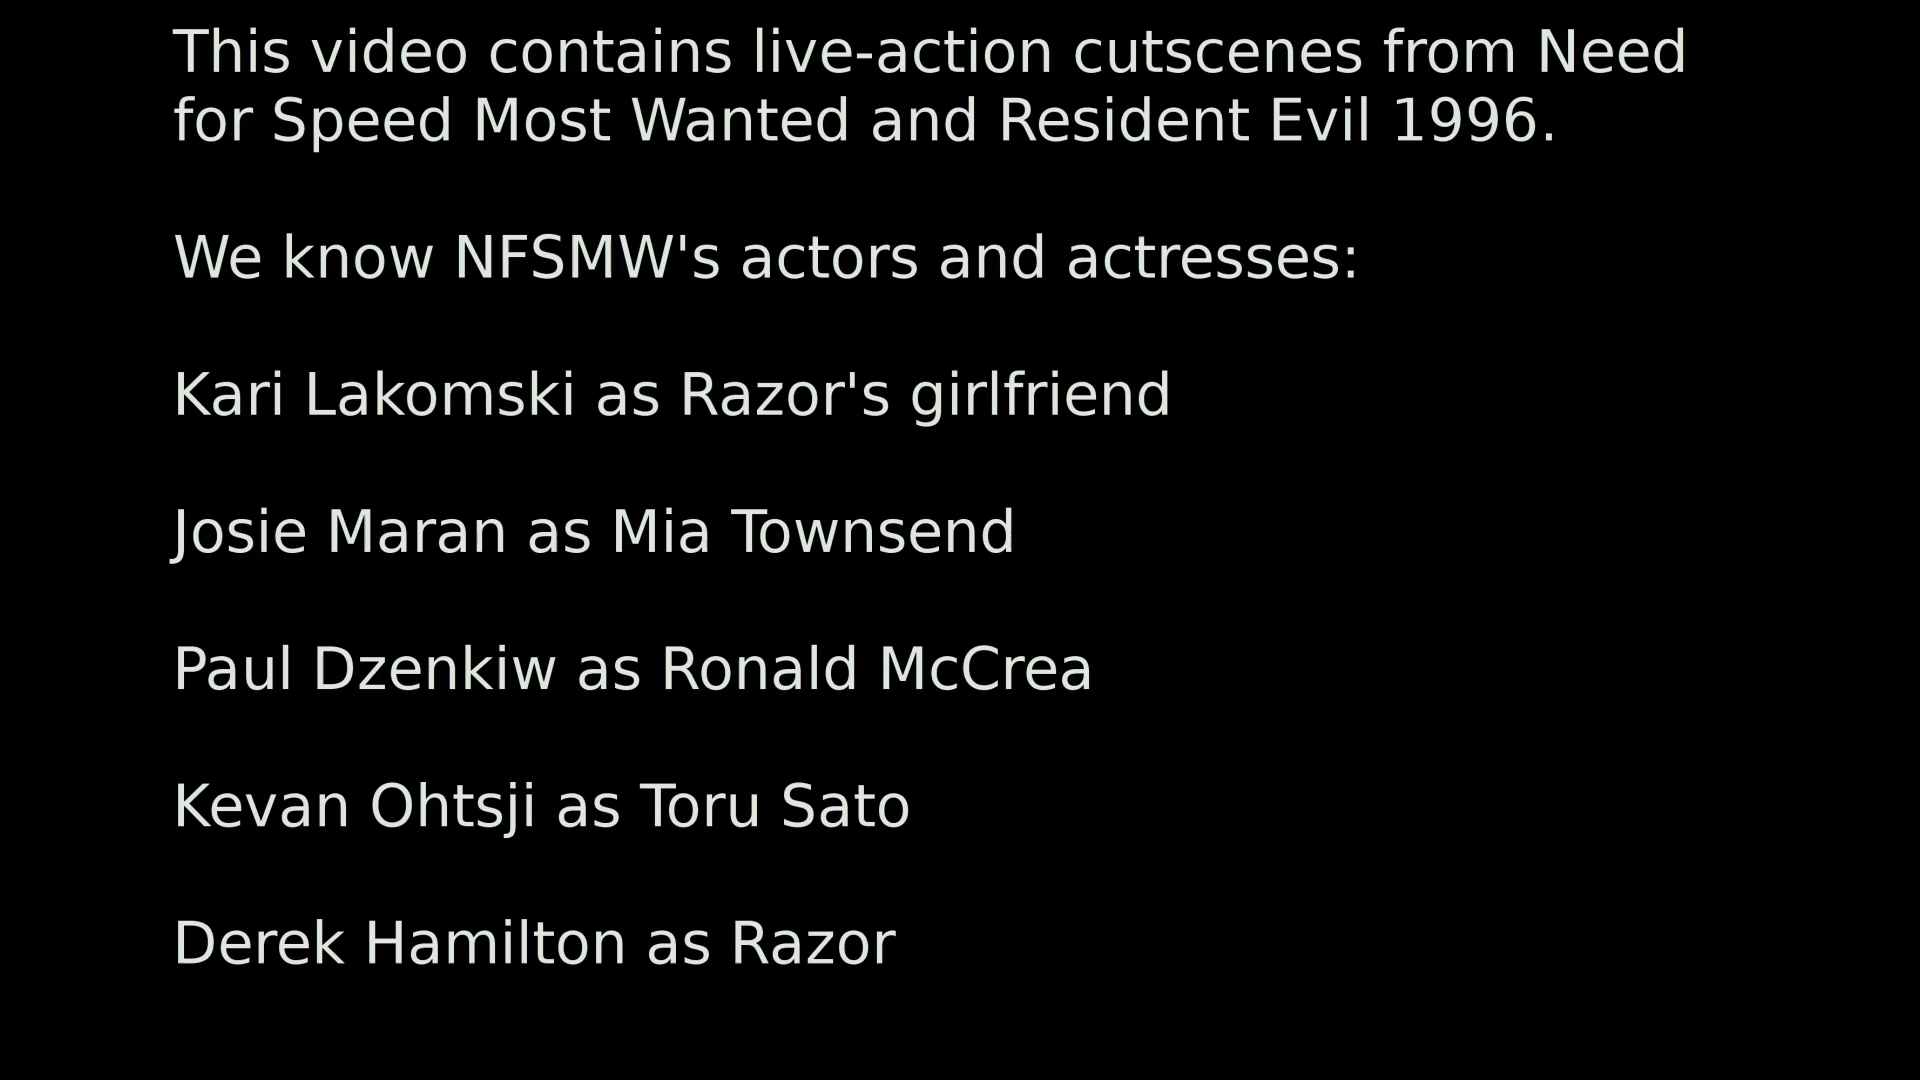 This video contains live-action cutscenes from Need
for Speed Most Wanted and Resident Evil 1996.
We know NFSMW's actors and actresses:
Kari Lakomski as Razor's girlfriend
Josie Maran as Mia Townsend
Paul Dzenkiw as Ronald McCrea
Kevan Ohtsji as Toru Sato
Derek Hamilton as Razor